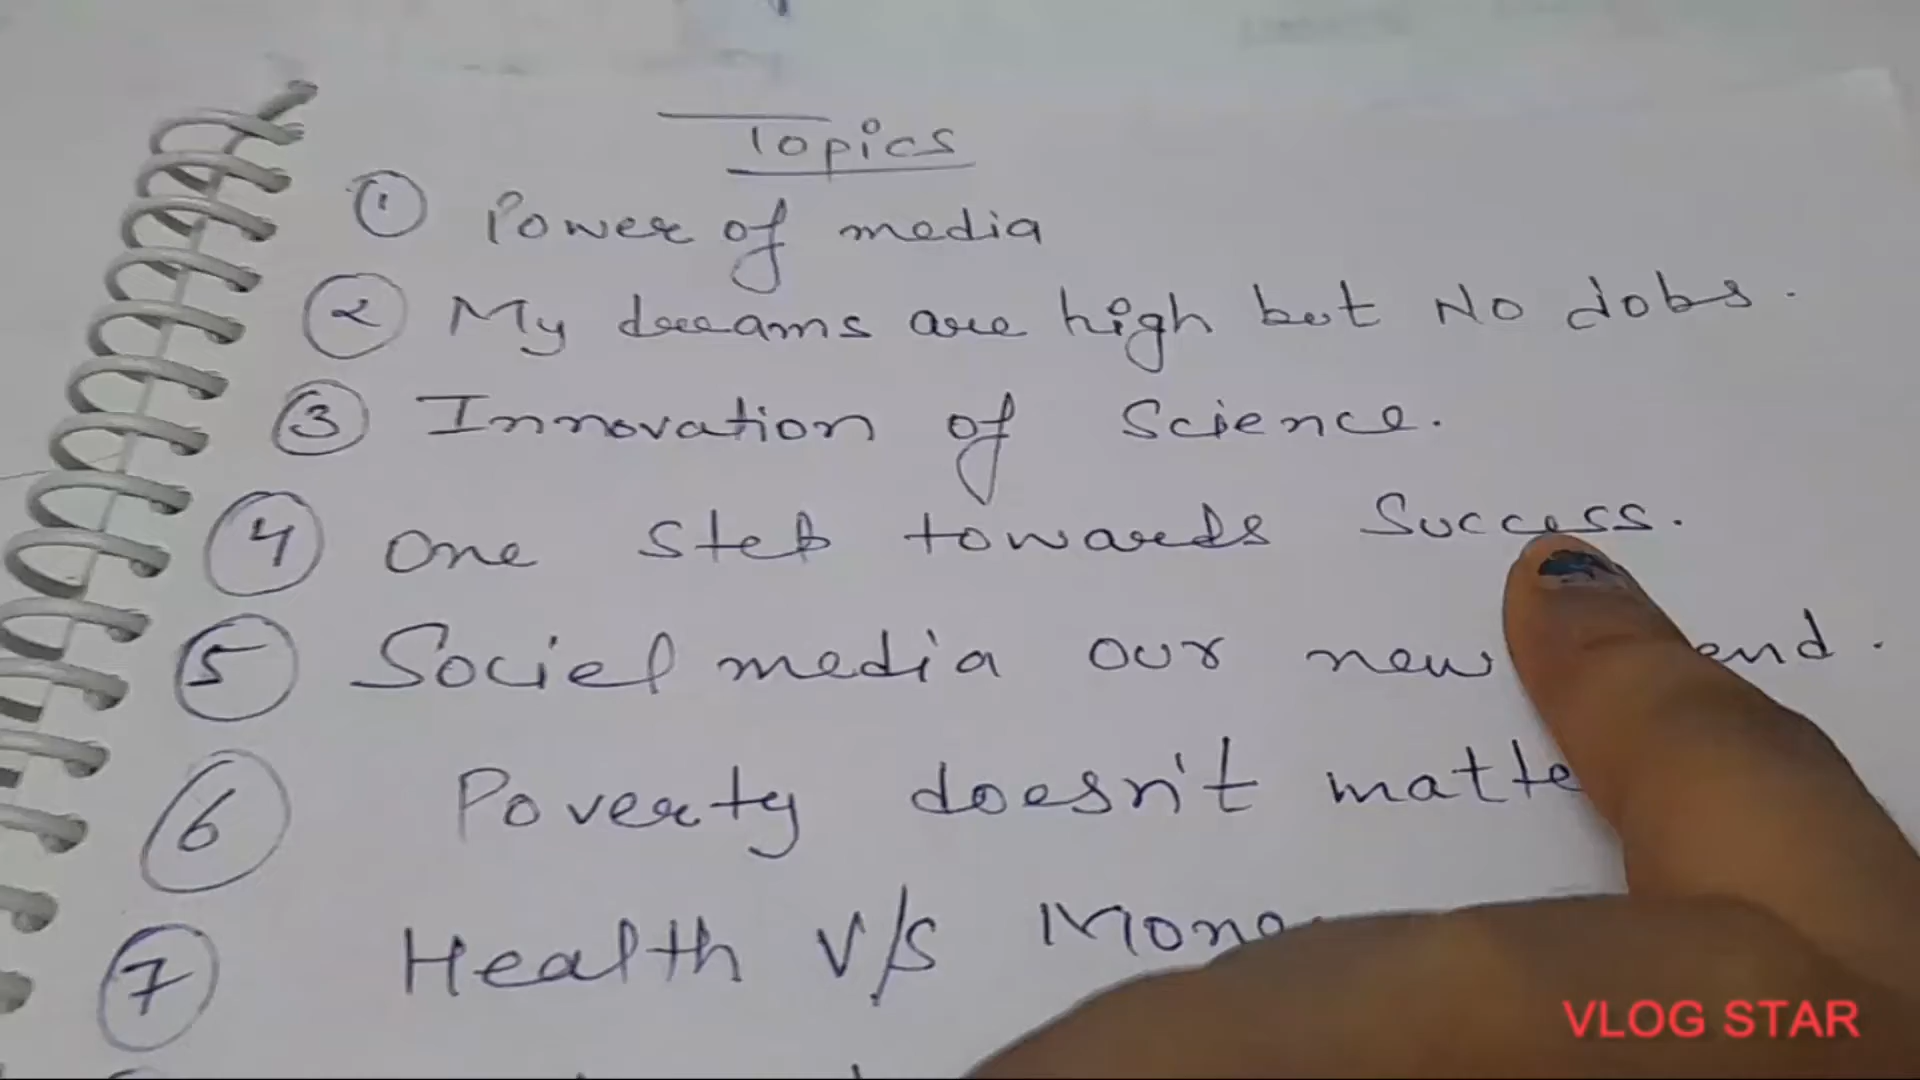 Topics
① Power of media
② My dreams are high but No Jobs.
③ Innovation of Science.
④ One step towards Success.
⑤ Sociel media our new
⑥ Poverty doesn't
⑦ Health V/S
VLOG STAR